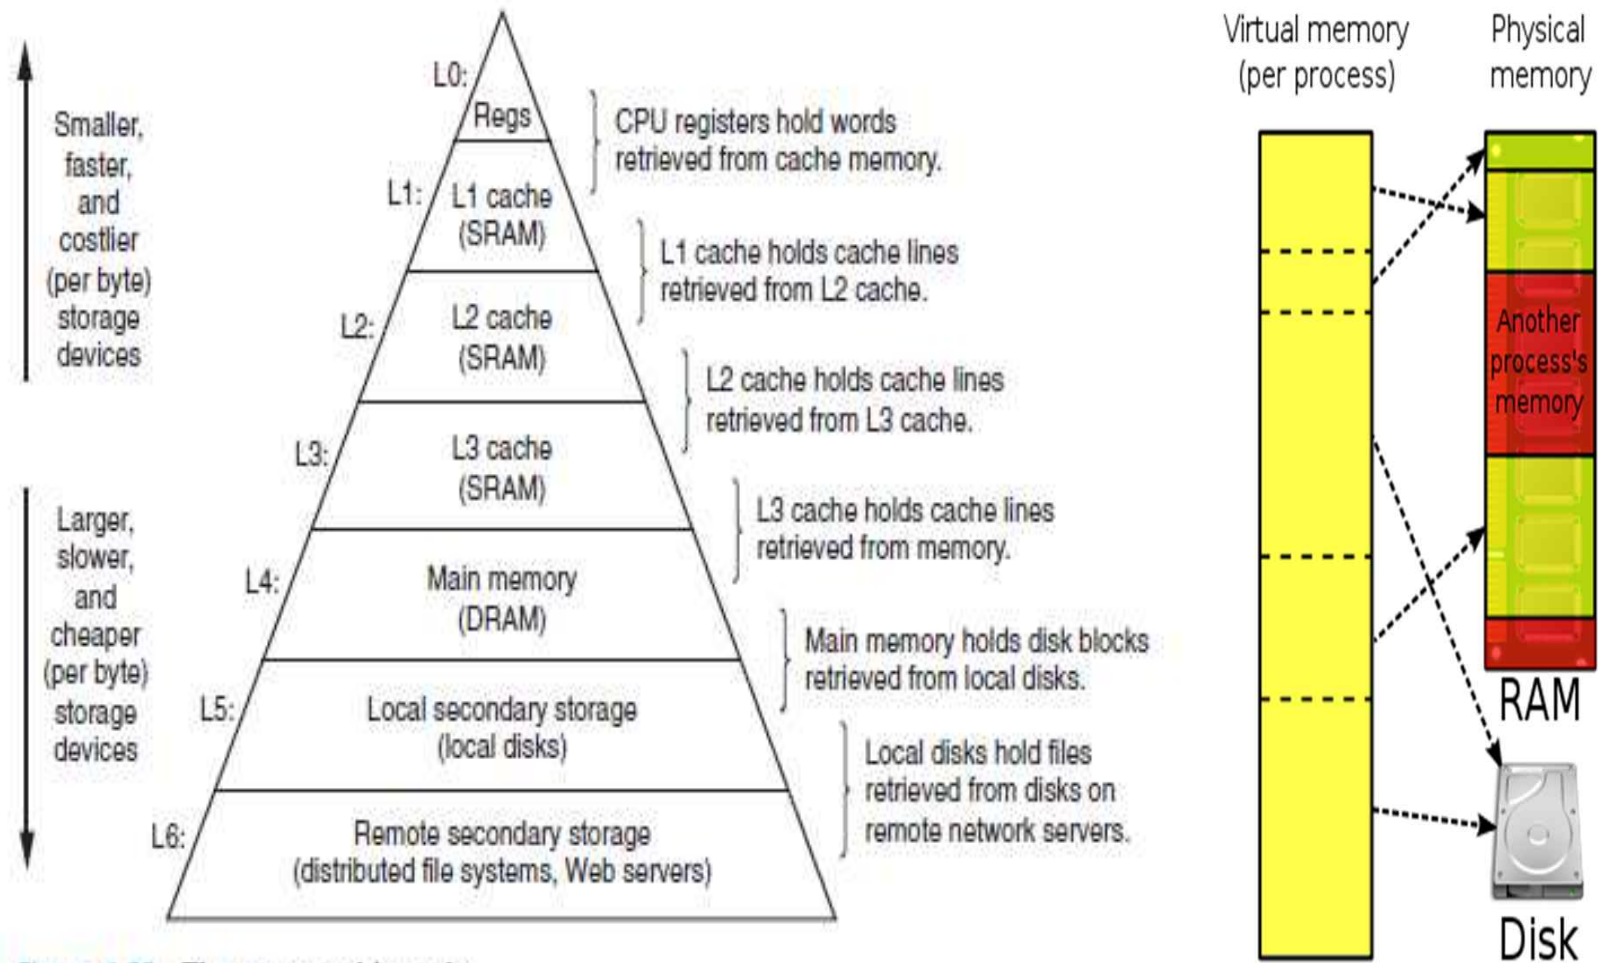 Smaller,
faster,
and
costlier
(per byte)
storage
devices
Larger,
slower,
and
cheaper
(per byte)
storage
devices
L0:
Regs
CPU registers hold words
retrieved from cache memory.
L1:
L1 cache
(SRAM)
L1 cache holds cache lines
retrieved from L2 cache.
L2:
L2 cache
(SRAM)
L2 cache holds cache lines
retrieved from L3 cache.
L3:
L3 cache
(SRAM)
L3 cache holds cache lines
retrieved from memory.
L4:
Main memory
(DRAM)
Main memory holds disk blocks
retrieved from local disks.
L5:
Local secondary storage
(local disks)
Local disks hold files
retrieved from disks on
remote network servers.
L6:
Remote secondary storage
(distributed file systems, Web servers)
Virtual memory
(per process)
Physical
memory
Another
process's
memory
RAM
Disk